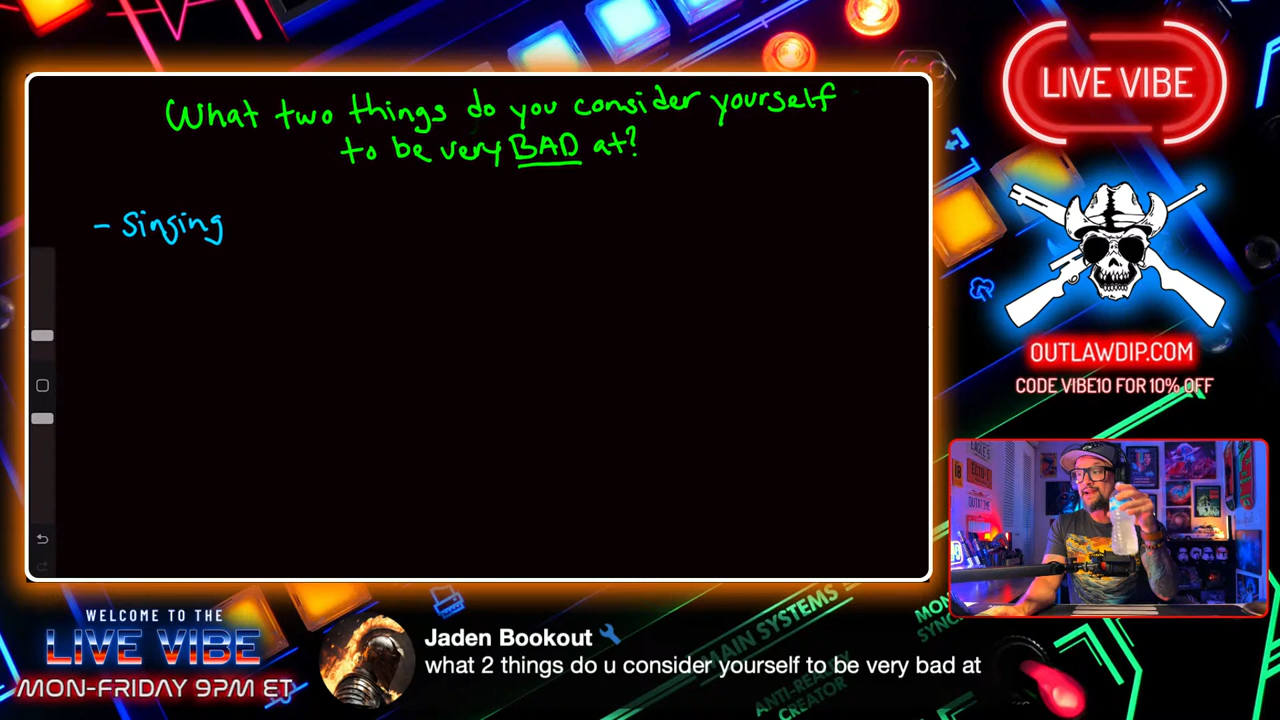 What two things do you consider yourself
to be very BAD at?
- Singing
LIVE VIBE
OUTLAWDIP.COM
CODE VIBE10 FOR 10% OFF
WELCOME TO THE
LIVE VIBE
MON-FRIDAY 9PM ET
Jaden Bookout
what 2 things do u consider yourself to be very bad at
MAIN SYSTEMS